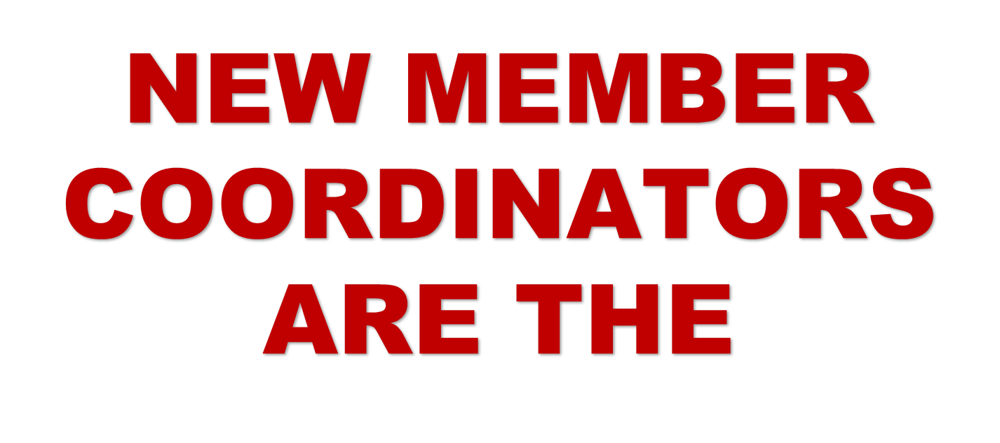 NEW MEMBER
COORDINATORS
ARE THE